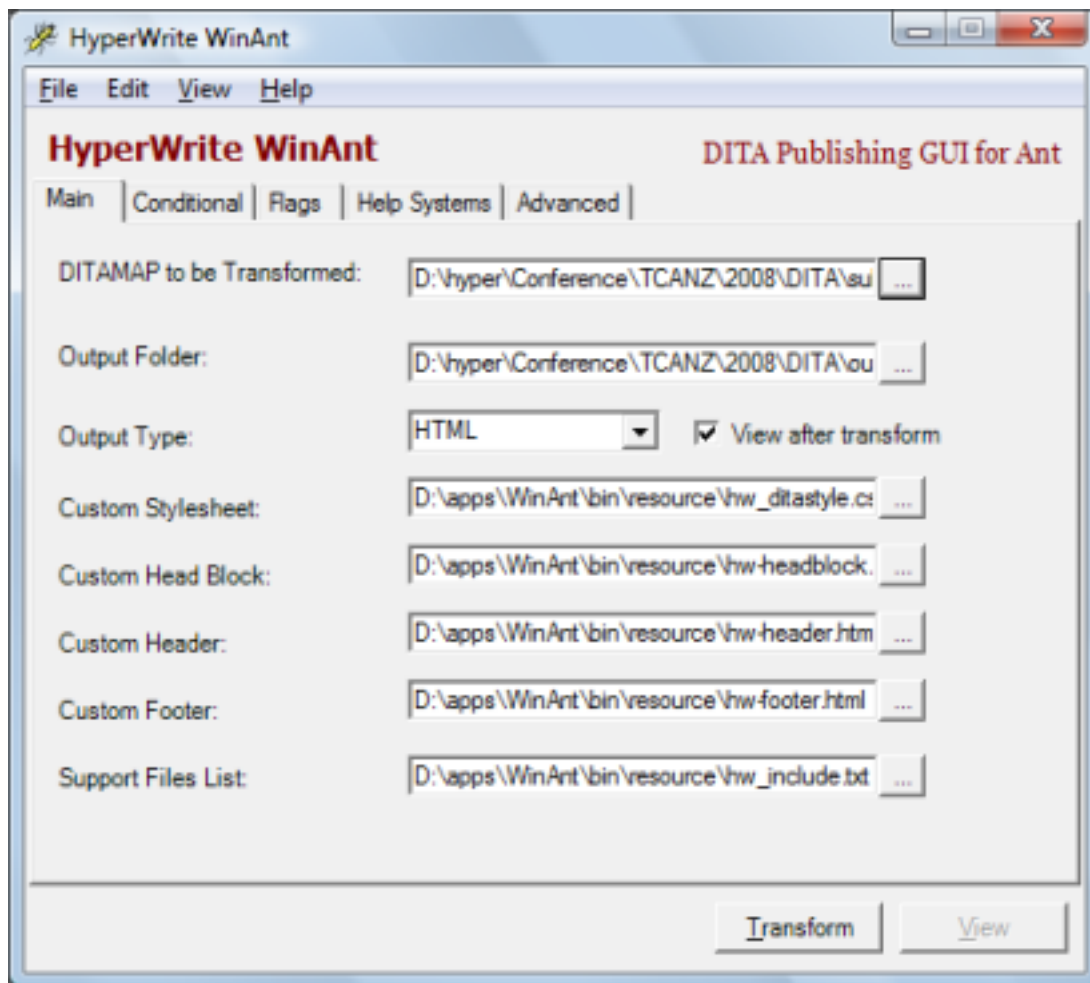 HyperWrite WinAnt
File Edit View Help
HyperWrite WinAnt DITA Publishing GUI for Ant
Main Conditional Flags Help Systems Advanced
DITAMAP to be Transformed: D:\hyper\Conference\TCANZ\2008\DITA\su ...
Output Folder: D:\hyper\Conference\TCANZ\2008\DITA\ou ...
Output Type: HTML View after transform
Custom Stylesheet: D:\apps\WinAnt\bin\resource\hw_ditastyle.cs ...
Custom Head Block: D:\apps\WinAnt\bin\resource\hw-headblock. ...
Custom Header: D:\apps\WinAnt\bin\resource\hw-header.htm ...
Custom Footer: D:\apps\WinAnt\bin\resource\hw-footer.html ...
Support Files List: D:\apps\WinAnt\bin\resource\hw_include.txt ...
Transform View